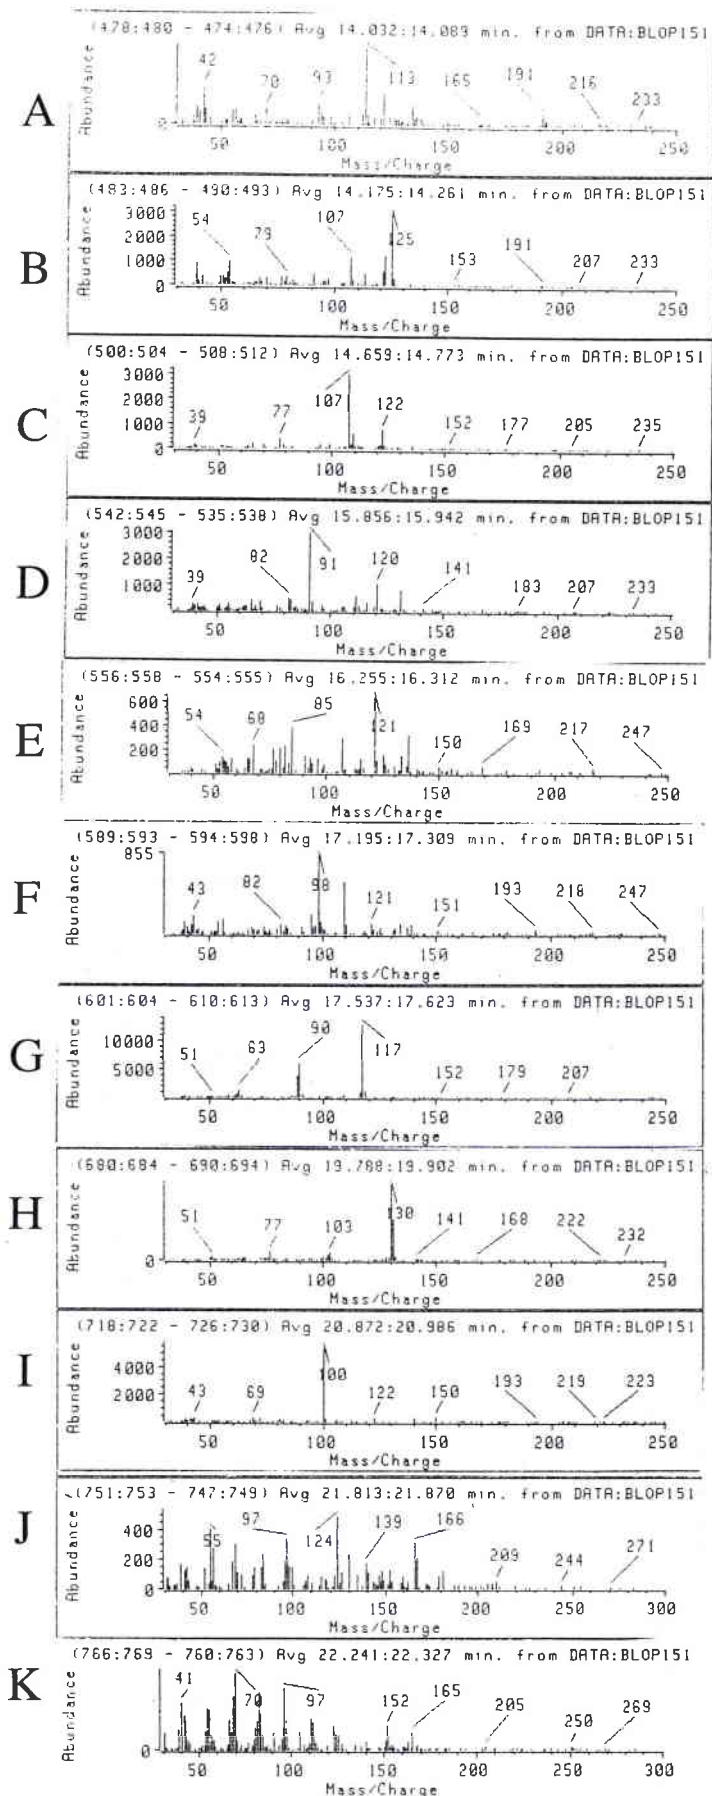 A
(478:480 - 474:476) Avg 14.032:14.089 min. from DATA:BLOP151
Abundance
0
42 70 93 113 165 191 216 233
50 100 150 200 250
Mass/Charge
B
(483:486 - 490:493) Avg 14.175:14.261 min. from DATA:BLOP151
Abundance
3000
2000
1000
0
54 79 107 125 153 191 207 233
50 100 150 200 250
Mass/Charge
C
(500:504 - 508:512) Avg 14.659:14.773 min. from DATA:BLOP151
Abundance
3000
2000
1000
0
39 77 107 122 152 177 205 235
50 100 150 200 250
Mass/Charge
D
(542:545 - 535:538) Avg 15.856:15.942 min. from DATA:BLOP151
Abundance
3000
2000
1000
39 82 91 120 141 183 207 233
50 100 150 200 250
Mass/Charge
E
(556:558 - 554:555) Avg 16.255:16.312 min. from DATA:BLOP151
Abundance
600
400
200
54 68 85 121 150 169 217 247
50 100 150 200 250
Mass/Charge
F
(589:593 - 594:598) Avg 17.195:17.309 min. from DATA:BLOP151
Abundance
855
43 82 98 121 151 193 218 247
50 100 150 200 250
Mass/Charge
G
(601:604 - 610:613) Avg 17.537:17.623 min. from DATA:BLOP151
Abundance
10000
5000
51 63 90 117 152 179 207
50 100 150 200 250
Mass/Charge
H
(680:684 - 690:694) Avg 19.788:19.902 min. from DATA:BLOP151
Abundance
0
51 77 103 130 141 168 222 232
50 100 150 200 250
Mass/Charge
I
(718:722 - 726:730) Avg 20.872:20.986 min. from DATA:BLOP151
Abundance
4000
2000
43 69 100 122 150 193 219 223
50 100 150 200 250
Mass/Charge
J
(751:753 - 747:749) Avg 21.813:21.870 min. from DATA:BLOP151
Abundance
400
200
0
55 97 124 139 166 209 244 271
50 100 150 200 250 300
Mass/Charge
K
(766:769 - 760:763) Avg 22.241:22.327 min. from DATA:BLOP151
Abundance
0
41 70 97 152 165 205 250 269
50 100 150 200 250 300
Mass/Charge